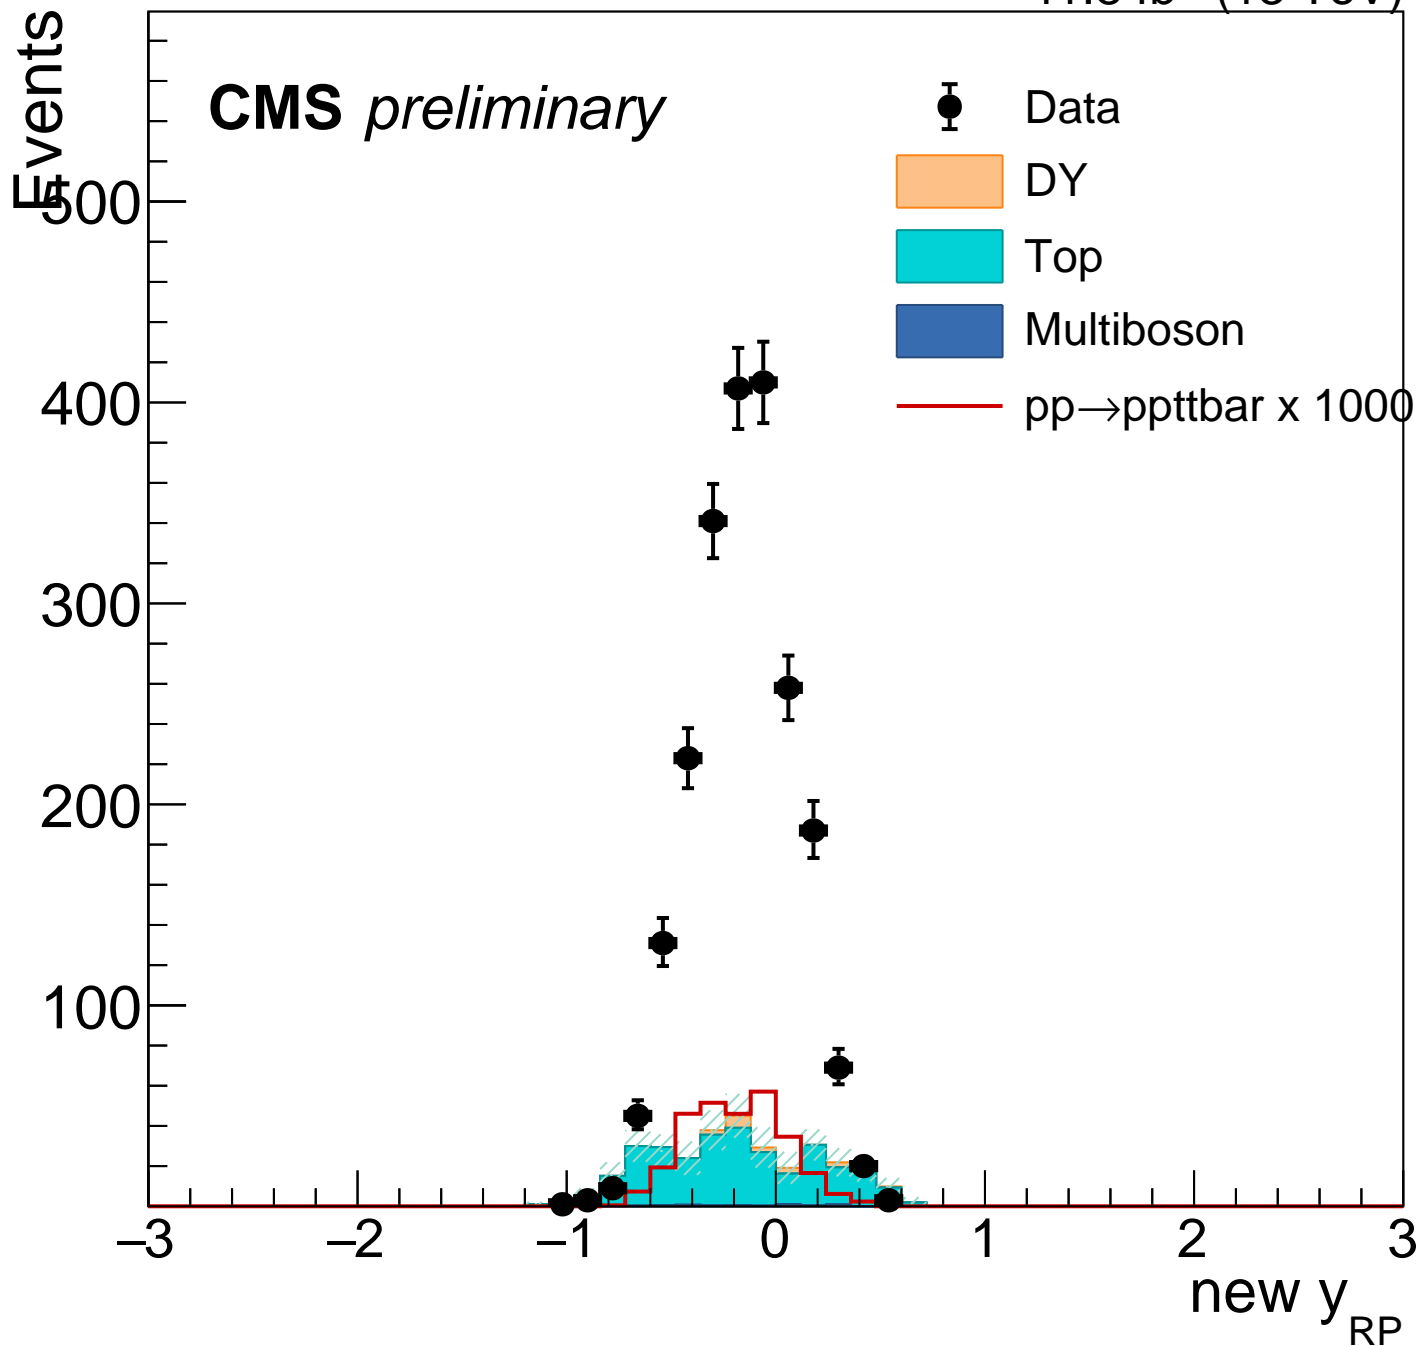 CMS preliminary
Data
DY
Top
Multiboson
pp→ppttbar x 1000
Events
500
400
300
200
100
−3 −2 −1 0 1 2 3
new y_RP